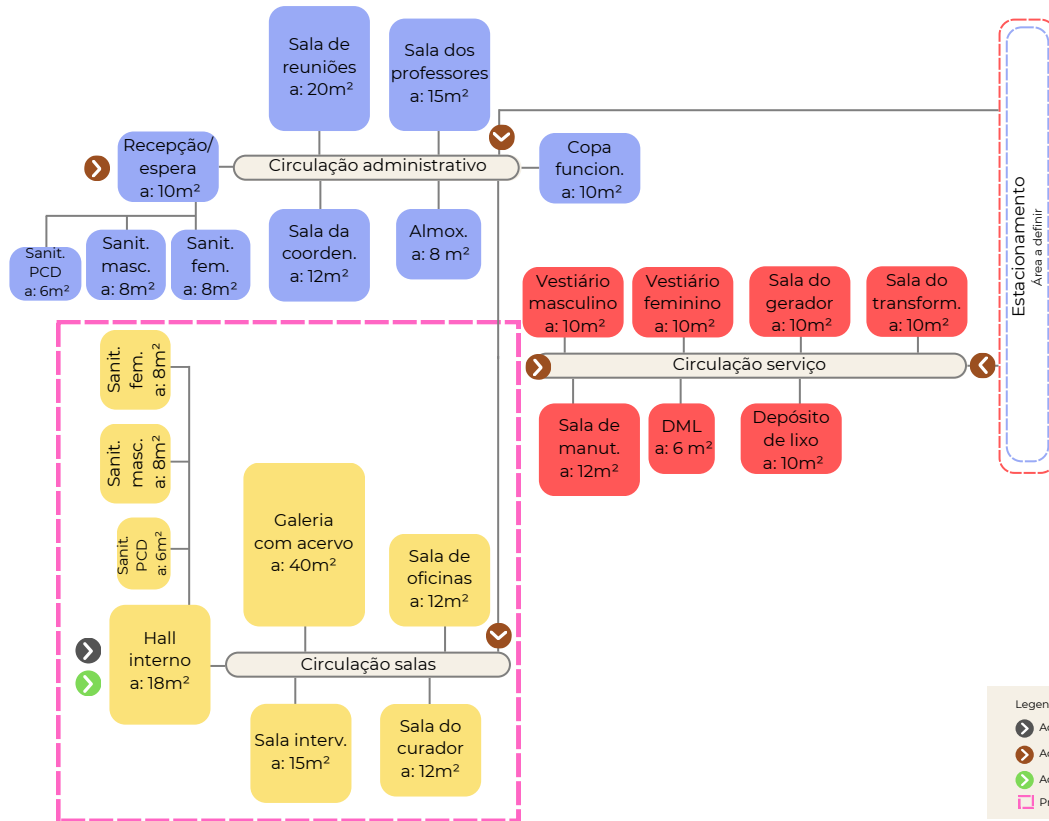 Sala de
reuniões
a: 20m²
Sala dos
professores
a: 15m²
Recepção/
espera
a: 10m²
Circulação administrativo
Copa
funcion.
a: 10m²
Sanit.
PCD
a: 6m²
Sanit.
masc.
a: 8m²
Sanit.
fem.
a: 8m²
Sala da
coorden.
a: 12m²
Almox.
a: 8 m²
Estacionamento
Área a definir
Vestiário
masculino
a: 10m²
Vestiário
feminino
a: 10m²
Sala do
gerador
a: 10m²
Sala do
transform.
a: 10m²
Circulação serviço
Sala de
manut.
a: 12m²
DML
a: 6 m²
Depósito
de lixo
a: 10m²
Sanit.
fem.
a: 8m²
Sanit.
masc.
a: 8m²
Sanit.
PCD
a: 6m²
Galeria
com acervo
a: 40m²
Sala de
oficinas
a: 12m²
Hall
interno
a: 18m²
Circulação salas
Sala interv.
a: 15m²
Sala do
curador
a: 12m²